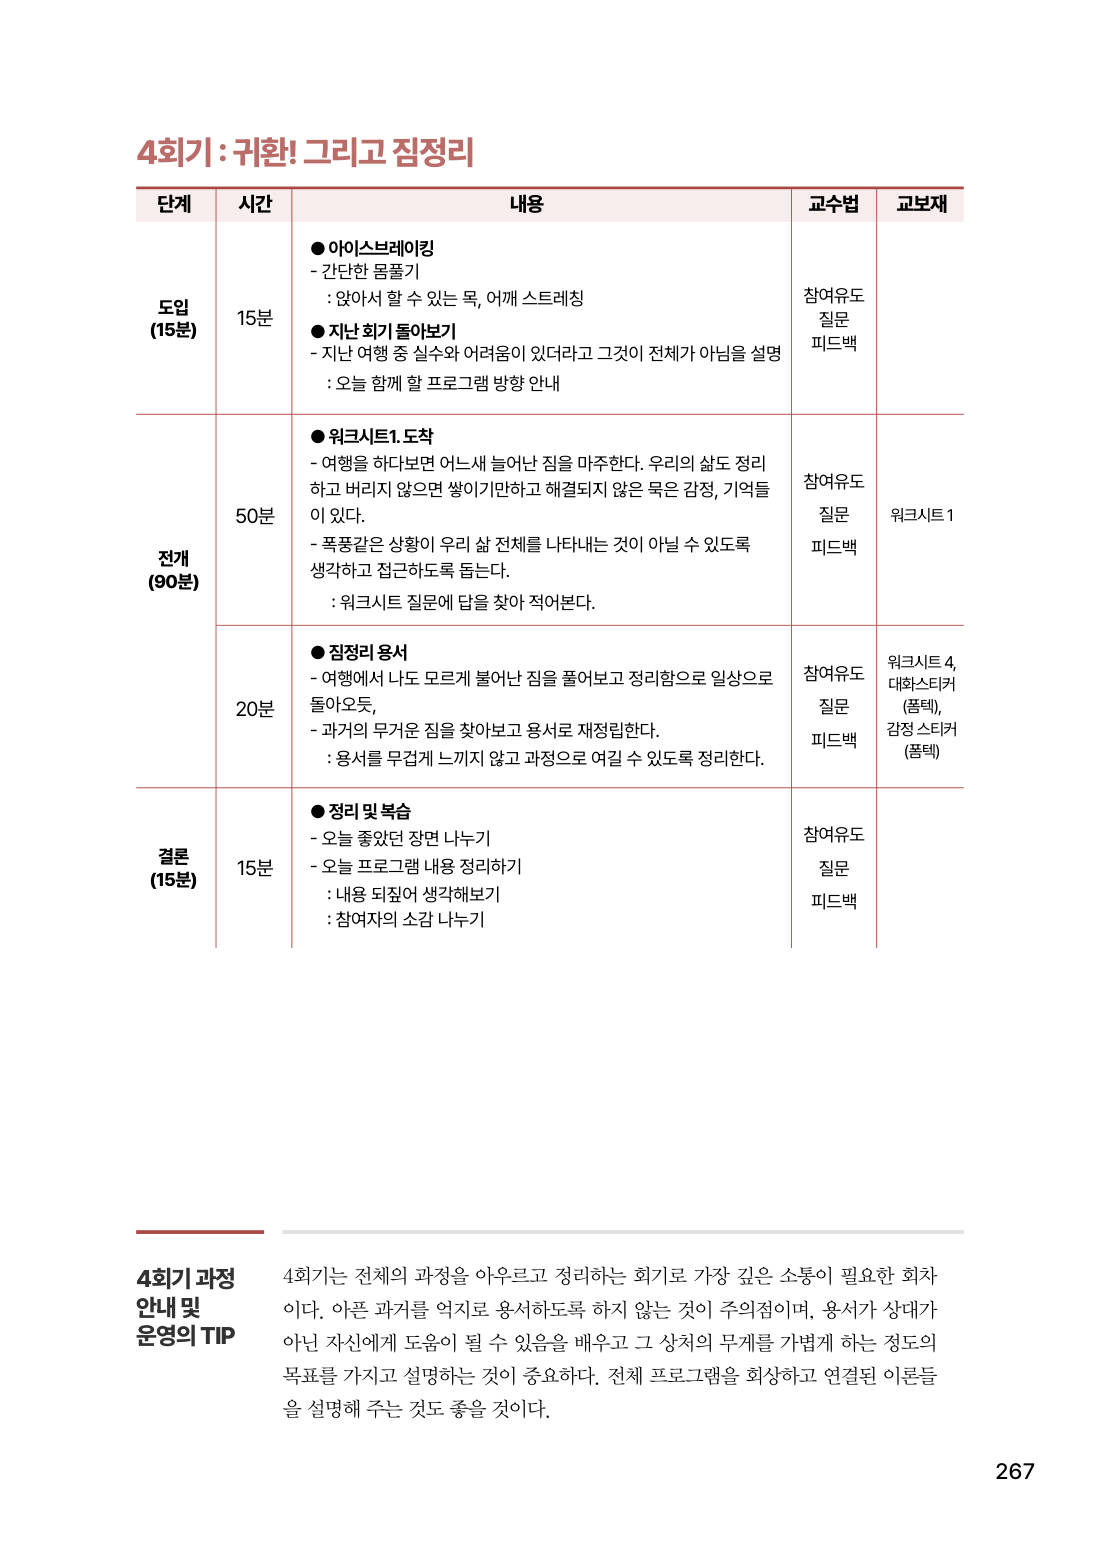 4회기 : 귀환! 그리고 짐정리
단계 시간 내용 교수법 교보재
도입
(15분)
15분
● 아이스브레이킹
- 간단한 몸풀기
: 앉아서 할 수 있는 목, 어깨 스트레칭
● 지난 회기 돌아보기
- 지난 여행 중 실수와 어려움이 있더라고 그것이 전체가 아님을 설명
: 오늘 함께 할 프로그램 방향 안내
참여유도
질문
피드백
전개
(90분)
50분
● 워크시트1. 도착
- 여행을 하다보면 어느새 늘어난 짐을 마주한다. 우리의 삶도 정리
하고 버리지 않으면 쌓이기만하고 해결되지 않은 묵은 감정, 기억들
이 있다.
- 폭풍같은 상황이 우리 삶 전체를 나타내는 것이 아닐 수 있도록
생각하고 접근하도록 돕는다.
: 워크시트 질문에 답을 찾아 적어본다.
참여유도
질문
피드백
워크시트 1
20분
● 짐정리 용서
- 여행에서 나도 모르게 불어난 짐을 풀어보고 정리함으로 일상으로
돌아오듯,
- 과거의 무거운 짐을 찾아보고 용서로 재정립한다.
: 용서를 무겁게 느끼지 않고 과정으로 여길 수 있도록 정리한다.
참여유도
질문
피드백
워크시트 4,
대화스티커
(폼텍),
감정 스티커
(폼텍)
결론
(15분)
15분
● 정리 및 복습
- 오늘 좋았던 장면 나누기
- 오늘 프로그램 내용 정리하기
: 내용 되짚어 생각해보기
: 참여자의 소감 나누기
참여유도
질문
피드백
4회기 과정
안내 및
운영의 TIP
4회기는 전체의 과정을 아우르고 정리하는 회기로 가장 깊은 소통이 필요한 회차
이다. 아픈 과거를 억지로 용서하도록 하지 않는 것이 주의점이며, 용서가 상대가
아닌 자신에게 도움이 될 수 있음을 배우고 그 상처의 무게를 가볍게 하는 정도의
목표를 가지고 설명하는 것이 중요하다. 전체 프로그램을 회상하고 연결된 이론들
을 설명해 주는 것도 좋을 것이다.
267